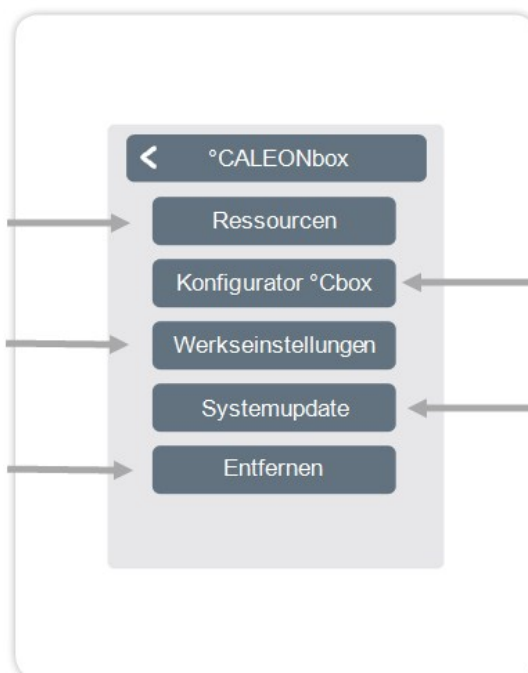 °CALEONbox
Ressourcen
Konfigurator °Cbox
Werkseinstellungen
Systemupdate
Entfernen